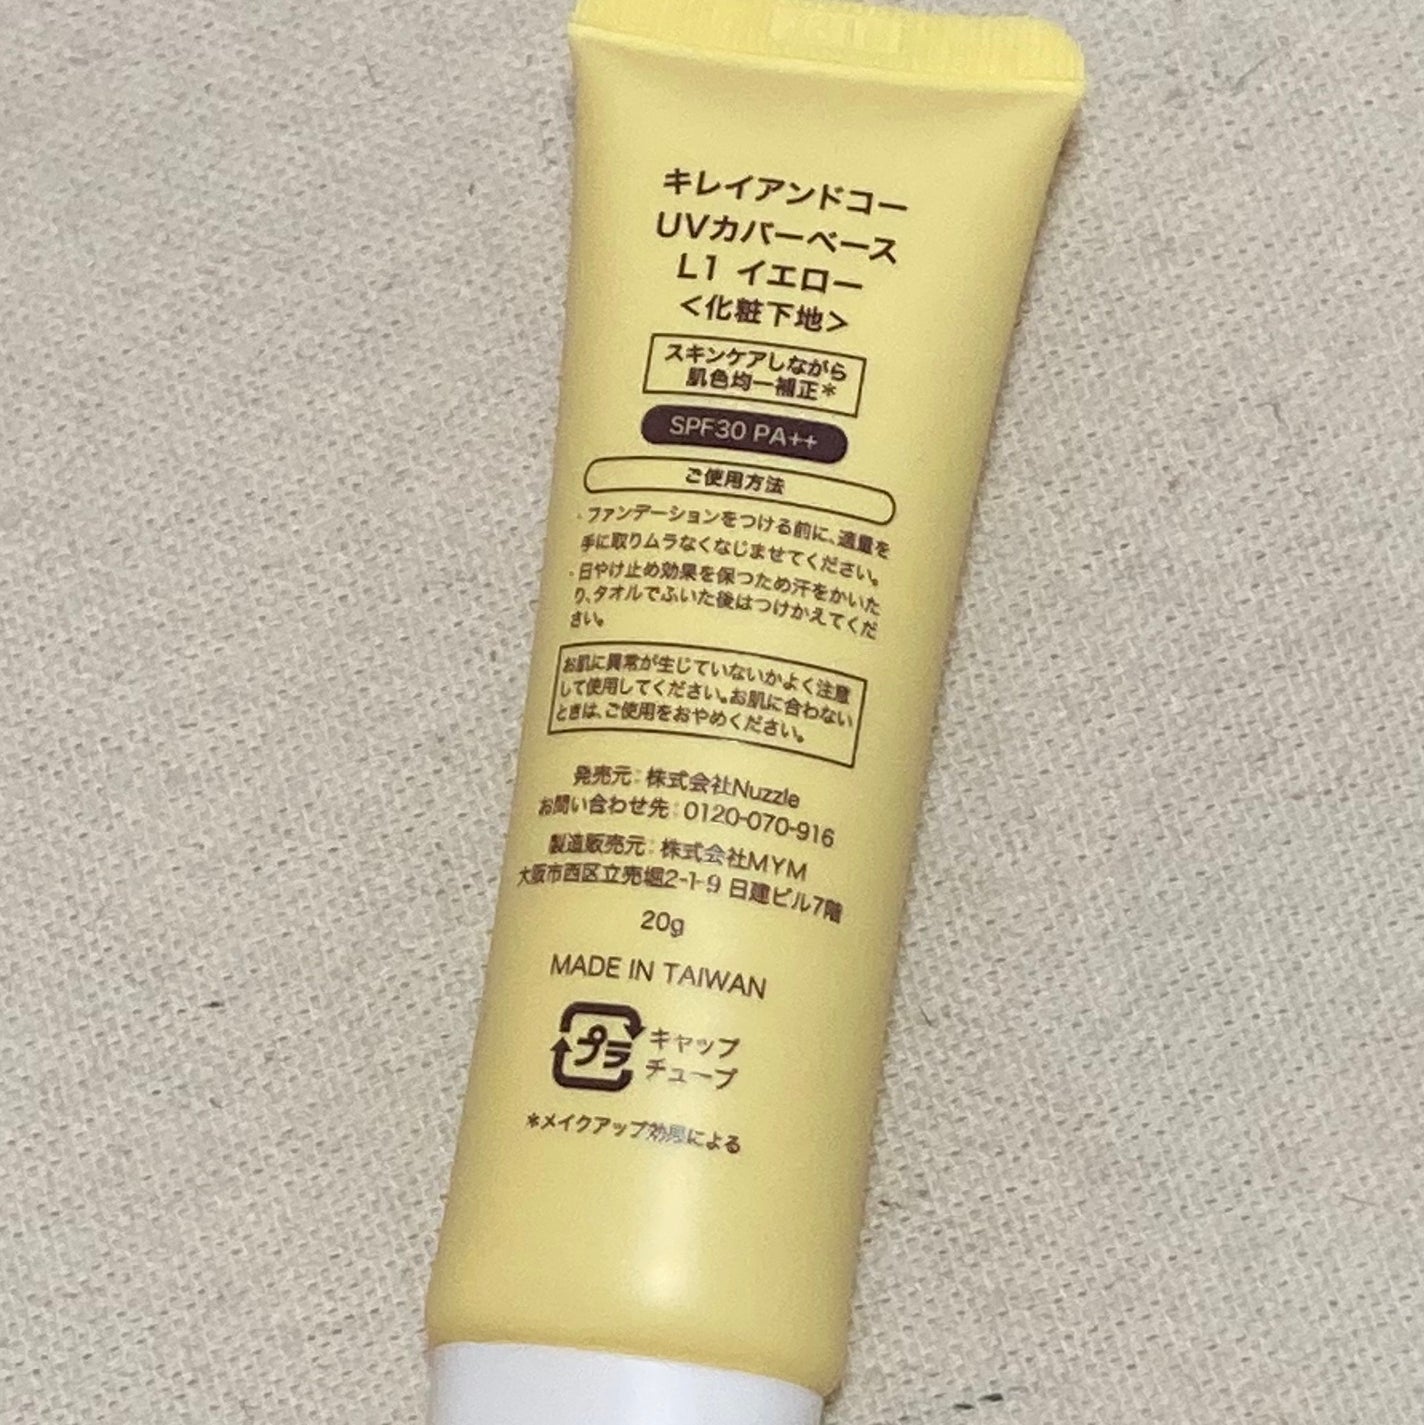 キレイアンドコー
UVカバーベース
L1 イエロー
<化粧下地>
スキンケアしながら
肌色均一補正*
SPF30 PA++
ご使用方法
・ファンデーションをつける前に、適量を
手に取りムラなくなじませてください。
・日やけ止め効果を保つため汗をかいた
り、タオルでふいた後はつけかえてくだ
さい。
お肌に異常が生じていないかよく注意
して使用してください。お肌に合わない
ときは、ご使用をおやめください。
発売元:株式会社Nuzzle
お問い合わせ先:0120-070-916
製造販売元:株式会社MYM
大阪市西区立売堀2-1-9 日建ビル7階
20g
MADE IN TAIWAN
プラ キャップ
チューブ
*メイクアップ効果による